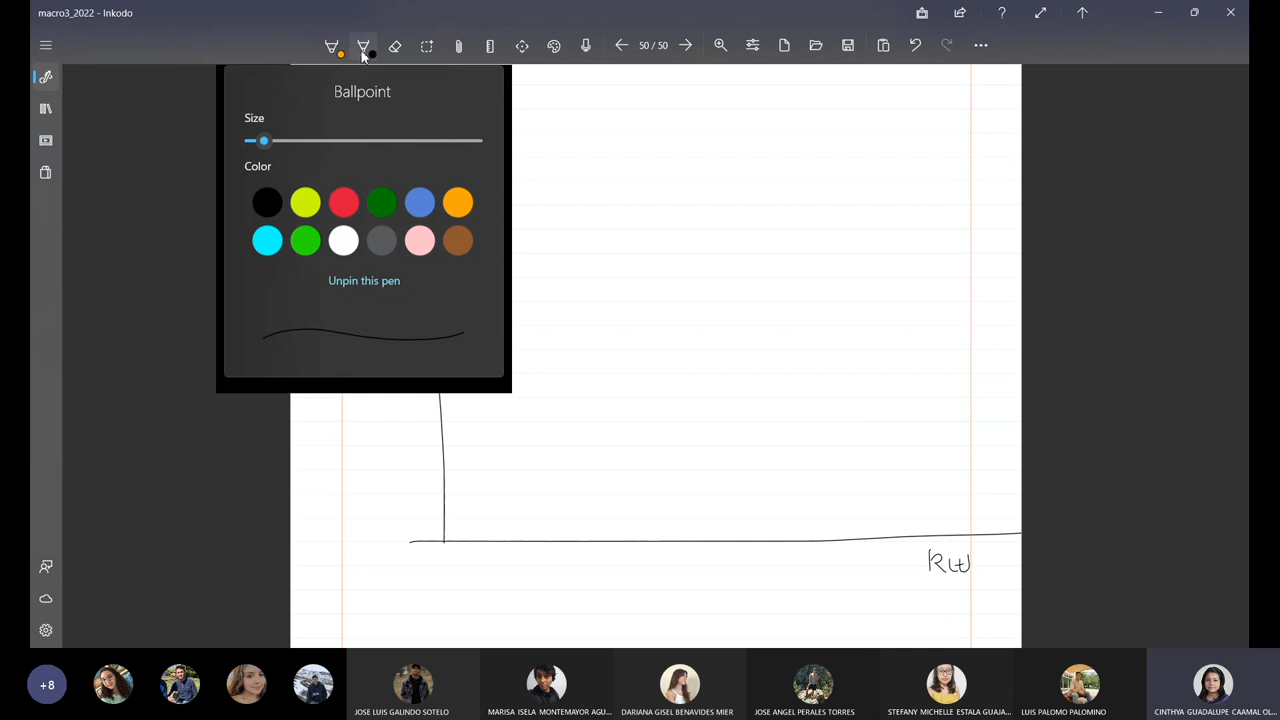 macro3_2022 - Inkodo
50 / 50
Ballpoint
Size
Color
Unpin this pen
k(t)
+8
JOSE LUIS GALINDO SOTELO
MARISA ISELA MONTEMAYOR AGU...
DARIANA GISEL BENAVIDES MIER
JOSE ANGEL PERALES TORRES
STEFANY MICHELLE ESTALA GUAJA...
LUIS PALOMO PALOMINO
CINTHYA GUADALUPE CAAMAL OL...